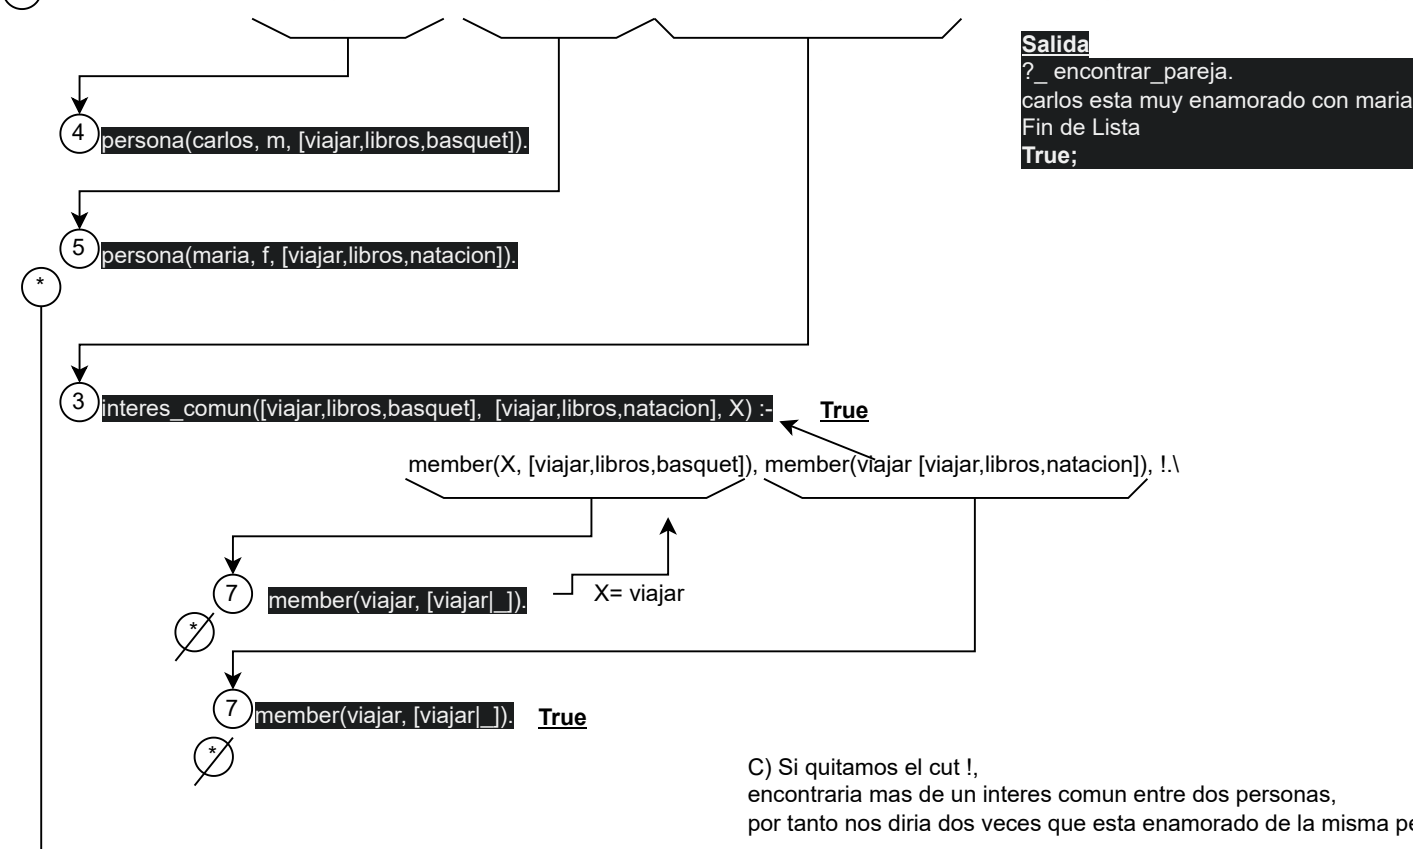 Salida
?_ encontrar_pareja.
carlos esta muy enamorado con maria
Fin de Lista
True;
4
persona(carlos, m, [viajar,libros,basquet]).
5
persona(maria, f, [viajar,libros,natacion]).
*
3
interes_comun([viajar,libros,basquet],  [viajar,libros,natacion], X) :-
True
member(X, [viajar,libros,basquet]), member(viajar [viajar,libros,natacion]), !.\
7
member(viajar, [viajar|_]).
X= viajar
*
7
member(viajar, [viajar|_]).
True
*
C) Si quitamos el cut !,
encontraria mas de un interes comun entre dos personas,
por tanto nos diria dos veces que esta enamorado de la misma